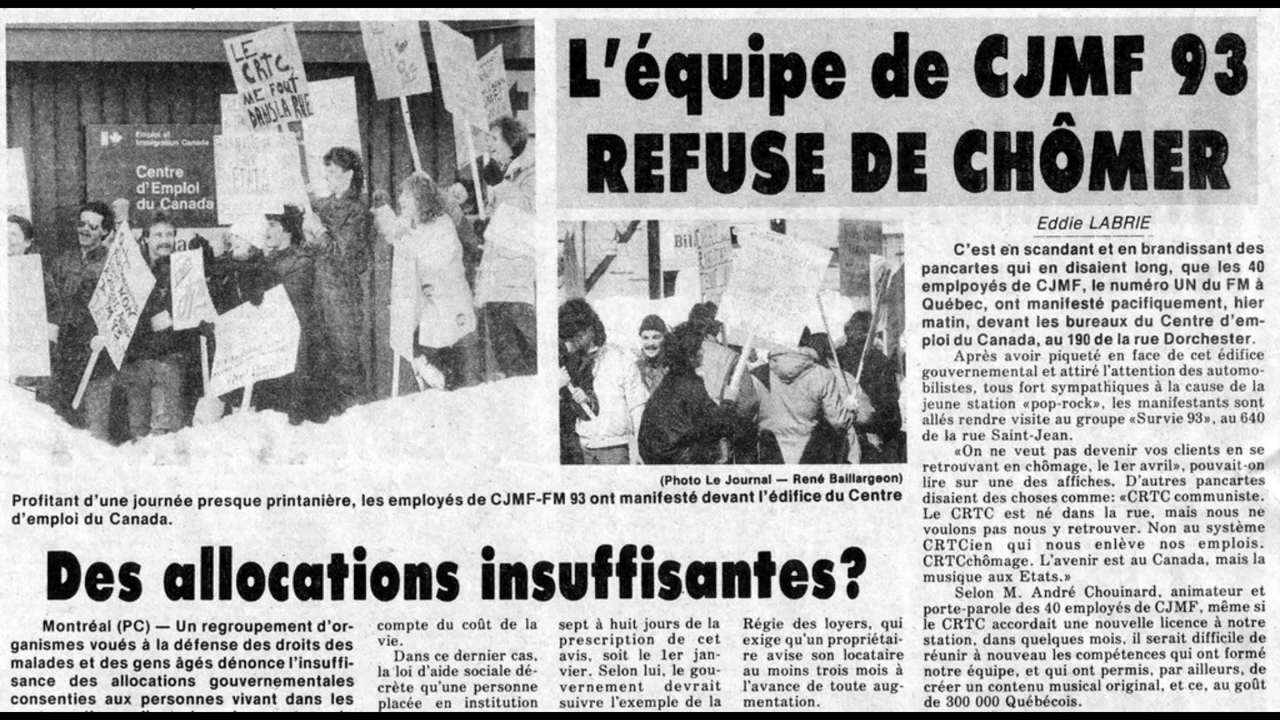 LE
CRTC
ME FOUT
DANS LA RUE
Emploi et
Immigration Canada
Centre
d'Emploi
du Canada
L'équipe de CJMF 93
REFUSE DE CHÔMER
Eddie LABRIE
C'est en scandant et en brandissant des
pancartes qui en disaient long, que les 40
emplpoyés de CJMF, le numéro UN du FM à
Québec, ont manifesté pacifiquement, hier
matin, devant les bureaux du Centre d'em-
ploi du Canada, au 190 de la rue Dorchester.
Après avoir piqueté en face de cet édifice
gouvernemental et attiré l'attention des automo-
bilistes, tous fort sympathiques à la cause de la
jeune station «pop-rock», les manifestants sont
allés rendre visite au groupe «Survie 93», au 640
de la rue Saint-Jean.
«On ne veut pas devenir vos clients en se
retrouvant en chômage, le 1er avril», pouvait-on
lire sur une des affiches. D'autres pancartes
disaient des choses comme: «CRTC communiste.
Le CRTC est né dans la rue, mais nous ne
voulons pas nous y retrouver. Non au système
CRTCien qui nous enlève nos emplois.
CRTCchômage. L'avenir est au Canada, mais la
musique aux Etats.»
Selon M. André Chouinard, animateur et
porte-parole des 40 employés de CJMF, même si
le CRTC accordait une nouvelle licence à notre
station, dans quelques mois, il serait difficile de
réunir à nouveau les compétences qui ont formé
notre équipe, et qui ont permis, par ailleurs, de
créer un contenu musical original, et ce, au goût
de 300 000 Québécois.
(Photo Le Journal — René Baillargeon)
Profitant d'une journée presque printanière, les employés de CJMF-FM 93 ont manifesté devant l'édifice du Centre
d'emploi du Canada.
Des allocations insuffisantes?
Montréal (PC) — Un regroupement d'or-
ganismes voués à la défense des droits des
malades et des gens âgés dénonce l'insuffi-
sance des allocations gouvernementales
consenties aux personnes vivant dans les
compte du coût de la
vie.
Dans ce dernier cas,
la loi d'aide sociale dé-
crète qu'une personne
placée en institution
sept à huit jours de la
prescription de cet
avis, soit le 1er jan-
vier. Selon lui, le gou-
vernement devrait
suivre l'exemple de la
Régie des loyers, qui
exige qu'un propriétai-
re avise son locataire
au moins trois mois à
l'avance de toute aug-
mentation.